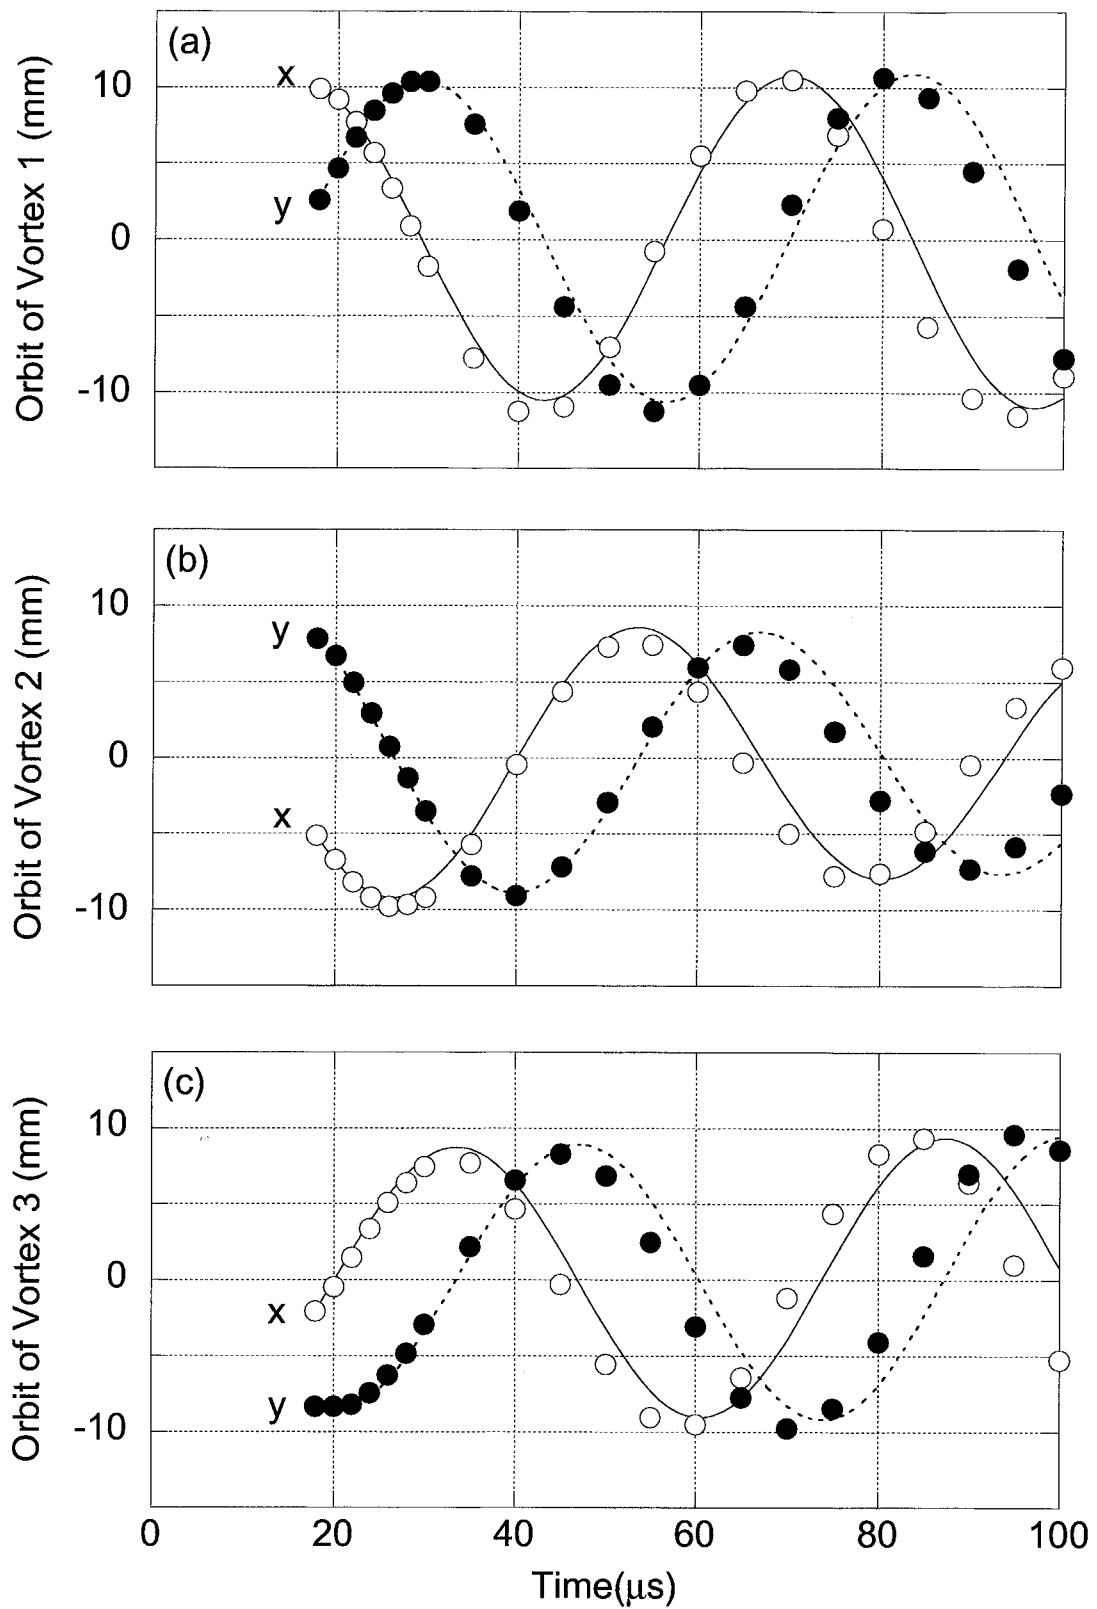 (a)
Orbit of Vortex 1 (mm)
10
0
-10
x
y
(b)
Orbit of Vortex 2 (mm)
10
0
-10
y
x
(c)
Orbit of Vortex 3 (mm)
10
0
-10
x
y
0 20 40 60 80 100
Time(μs)